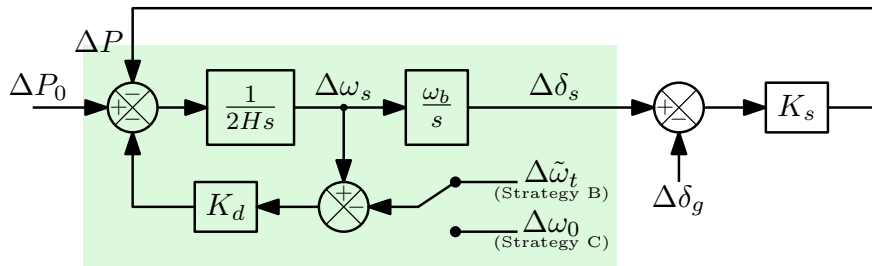 ΔP
ΔP₀
+
−
−
1
2Hs
Δω_s
ω_b
s
Δδ_s
+
−
K_s
K_d
+
−
Δω̃_t
(Strategy B)
Δδ_g
Δω₀
(Strategy C)